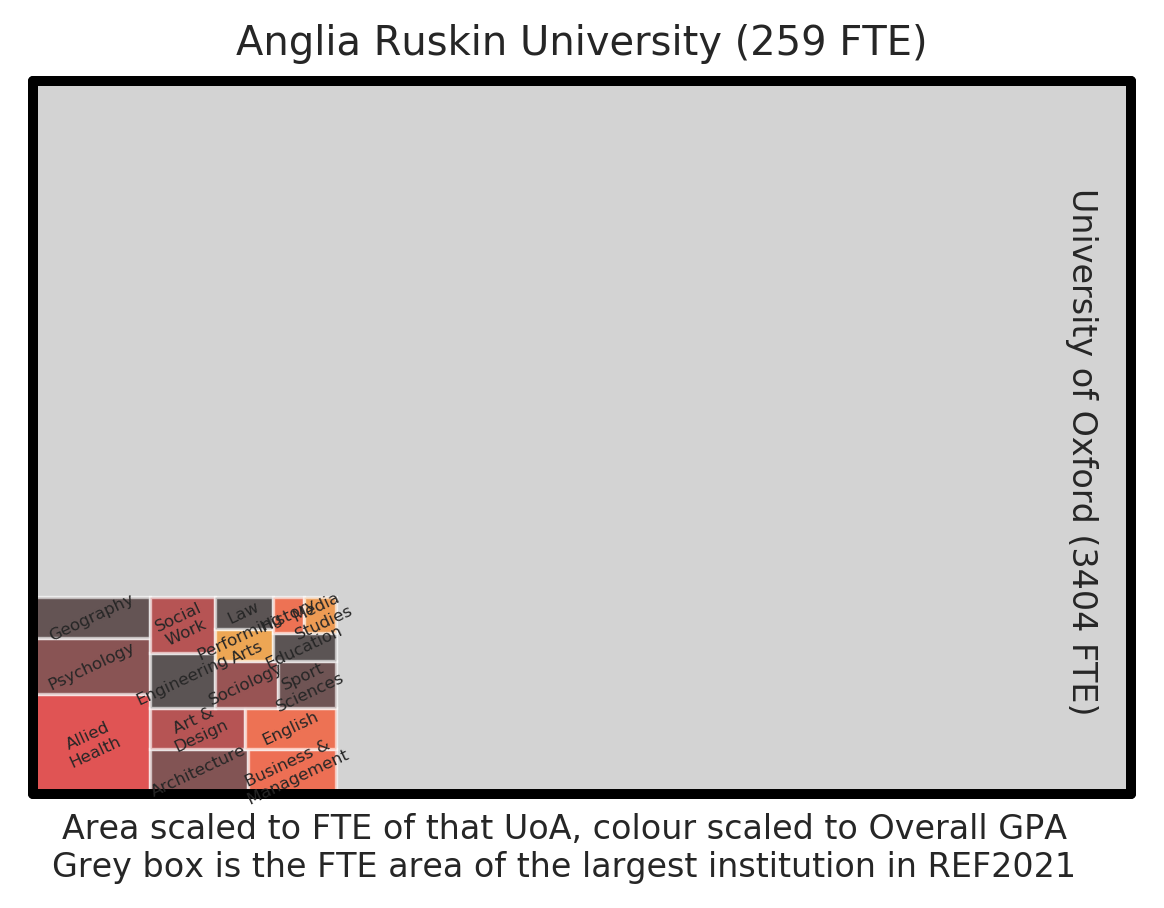 Anglia Ruskin University (259 FTE)
University of Oxford (3404 FTE)
Geography
Social
Work
Law
History
Media
Studies
Performing
Arts
Education
Psychology
Engineering
Sociology
Sport
Sciences
Allied
Health
Art &
Design
English
Architecture
Business &
Management
Area scaled to FTE of that UoA, colour scaled to Overall GPA
Grey box is the FTE area of the largest institution in REF2021